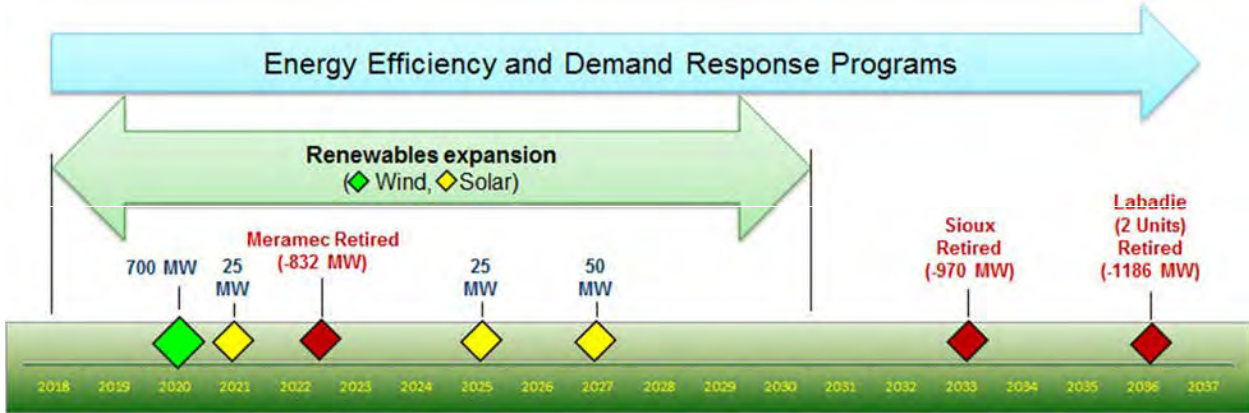 Energy Efficiency and Demand Response Programs
Renewables expansion
(Wind, Solar)
700 MW
25
MW
Meramec Retired
(-832 MW)
25
MW
50
MW
Sioux
Retired
(-970 MW)
Labadie
(2 Units)
Retired
(-1186 MW)
2018 2019 2020 2021 2022 2023 2024 2025 2026 2027 2028 2029 2030 2031 2032 2033 2034 2035 2036 2037